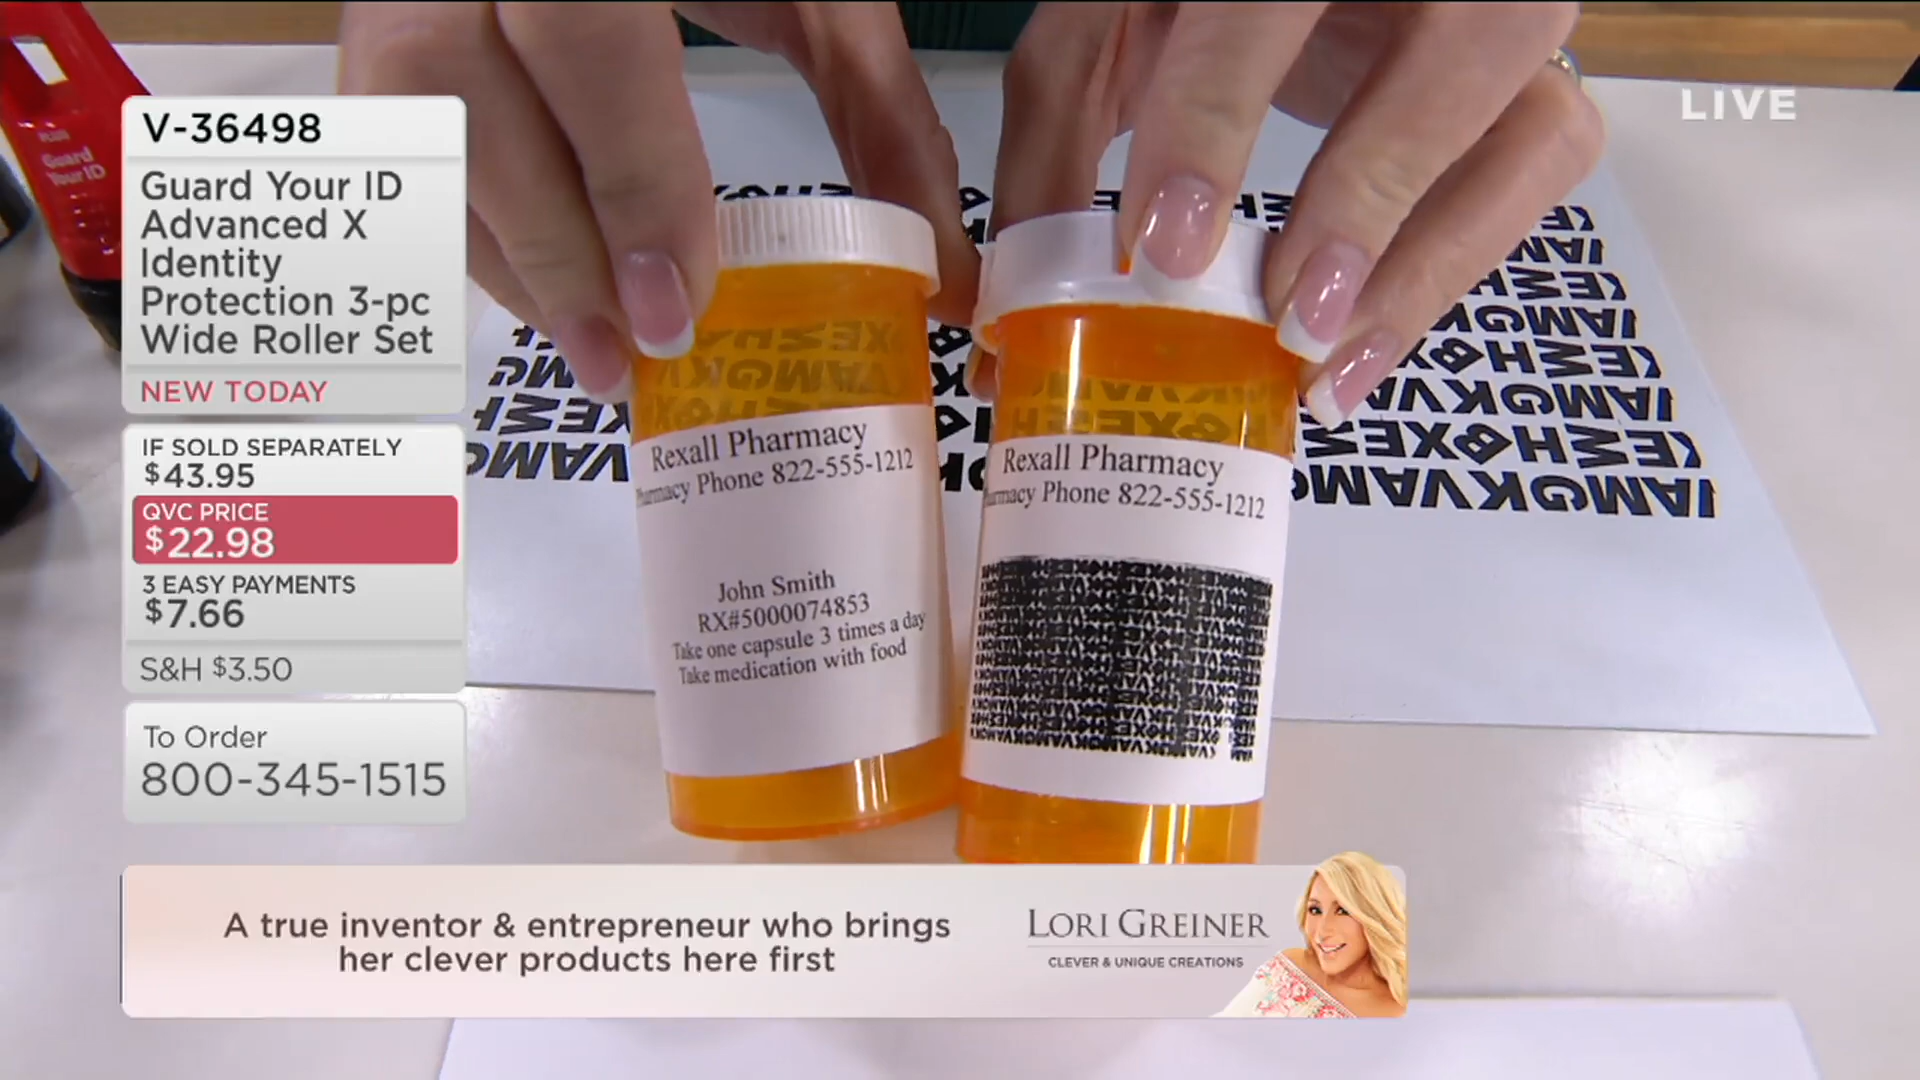 V-36498
Guard Your ID
Advanced X
Identity
Protection 3-pc
Wide Roller Set
NEW TODAY
IF SOLD SEPARATELY
$43.95
QVC PRICE
$22.98
3 EASY PAYMENTS
$7.66
S&H $3.50
To Order
800-345-1515
LIVE
Guard
Your ID
Rexall Pharmacy
Pharmacy Phone 822-555-1212
John Smith
RX#5000074853
Take one capsule 3 times a day
Take medication with food
Rexall Pharmacy
Pharmacy Phone 822-555-1212
A true inventor & entrepreneur who brings
her clever products here first
LORI GREINER
CLEVER & UNIQUE CREATIONS